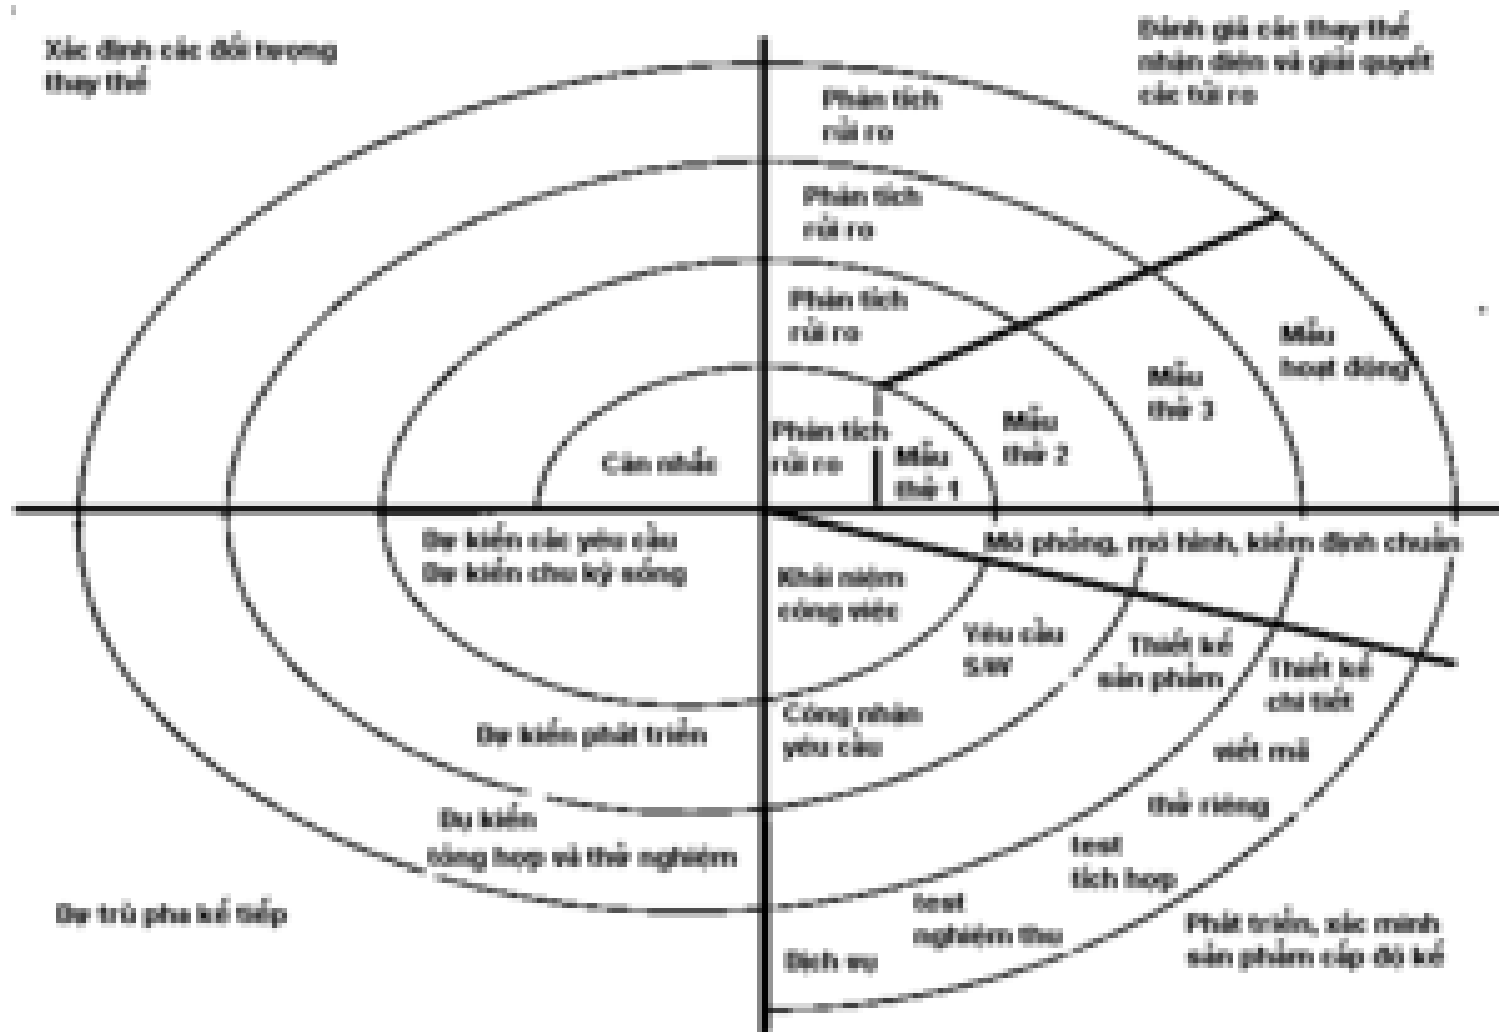 Xác định các đối tượng
thay thế
Đánh giá các thay thế
nhận diện và giải quyết
các rủi ro
Phân tích
rủi ro
Phân tích
rủi ro
Phân tích
rủi ro
Phân tích
rủi ro
Cân nhắc
Mẫu
thử 1
Mẫu
thử 2
Mẫu
thử 3
Mẫu
hoạt động
Dự kiến các yêu cầu
Dự kiến chu kỳ sống
Mô phỏng, mô hình, kiểm định chuẩn
Khái niệm
công việc
Yêu cầu
S/W
Thiết kế
sản phẩm
Thiết kế
chi tiết
Dự kiến phát triển
Công nhận
yêu cầu
viết mã
thử riêng
Dụ kiến
tổng hợp và thử nghiệm
test
tích hợp
test
nghiệm thu
Dịch vụ
Dự trù pha kế tiếp
Phát triển, xác minh
sản phẩm cấp độ kế